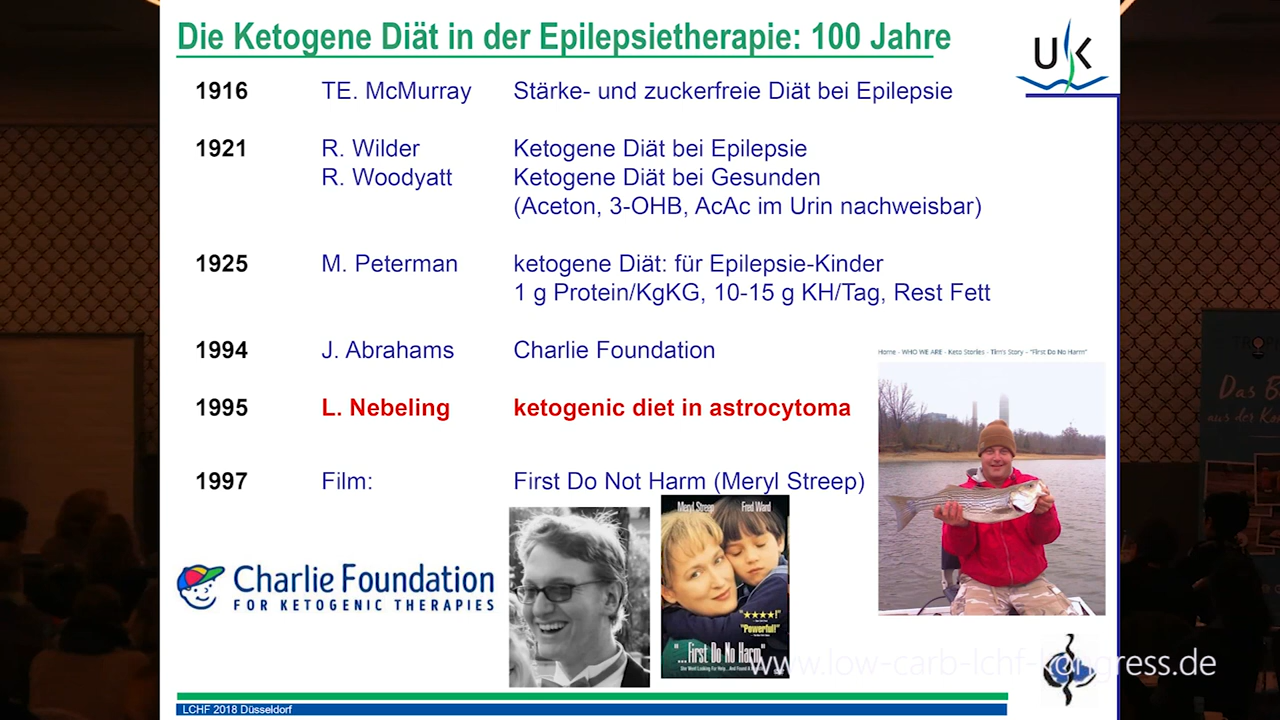 Die Ketogene Diät in der Epilepsietherapie: 100 Jahre
UK
1916 TE. McMurray Stärke- und zuckerfreie Diät bei Epilepsie
1921 R. Wilder Ketogene Diät bei Epilepsie
R. Woodyatt Ketogene Diät bei Gesunden
(Aceton, 3-OHB, AcAc im Urin nachweisbar)
1925 M. Peterman ketogene Diät: für Epilepsie-Kinder
1 g Protein/KgKG, 10-15 g KH/Tag, Rest Fett
1994 J. Abrahams Charlie Foundation
Home - WHO WE ARE - Keto Stories - Tim's Story - "First Do No Harm"
1995 L. Nebeling ketogenic diet in astrocytoma
Das
aus der
1997 Film: First Do Not Harm (Meryl Streep)
Meryl Streep Fred Ward
Charlie Foundation
FOR KETOGENIC THERAPIES
"★★★★!"
"Powerful!"
"...First Do No Harm"
www.low-carb-lchf-kongress.de
LCHF 2018 Düsseldorf